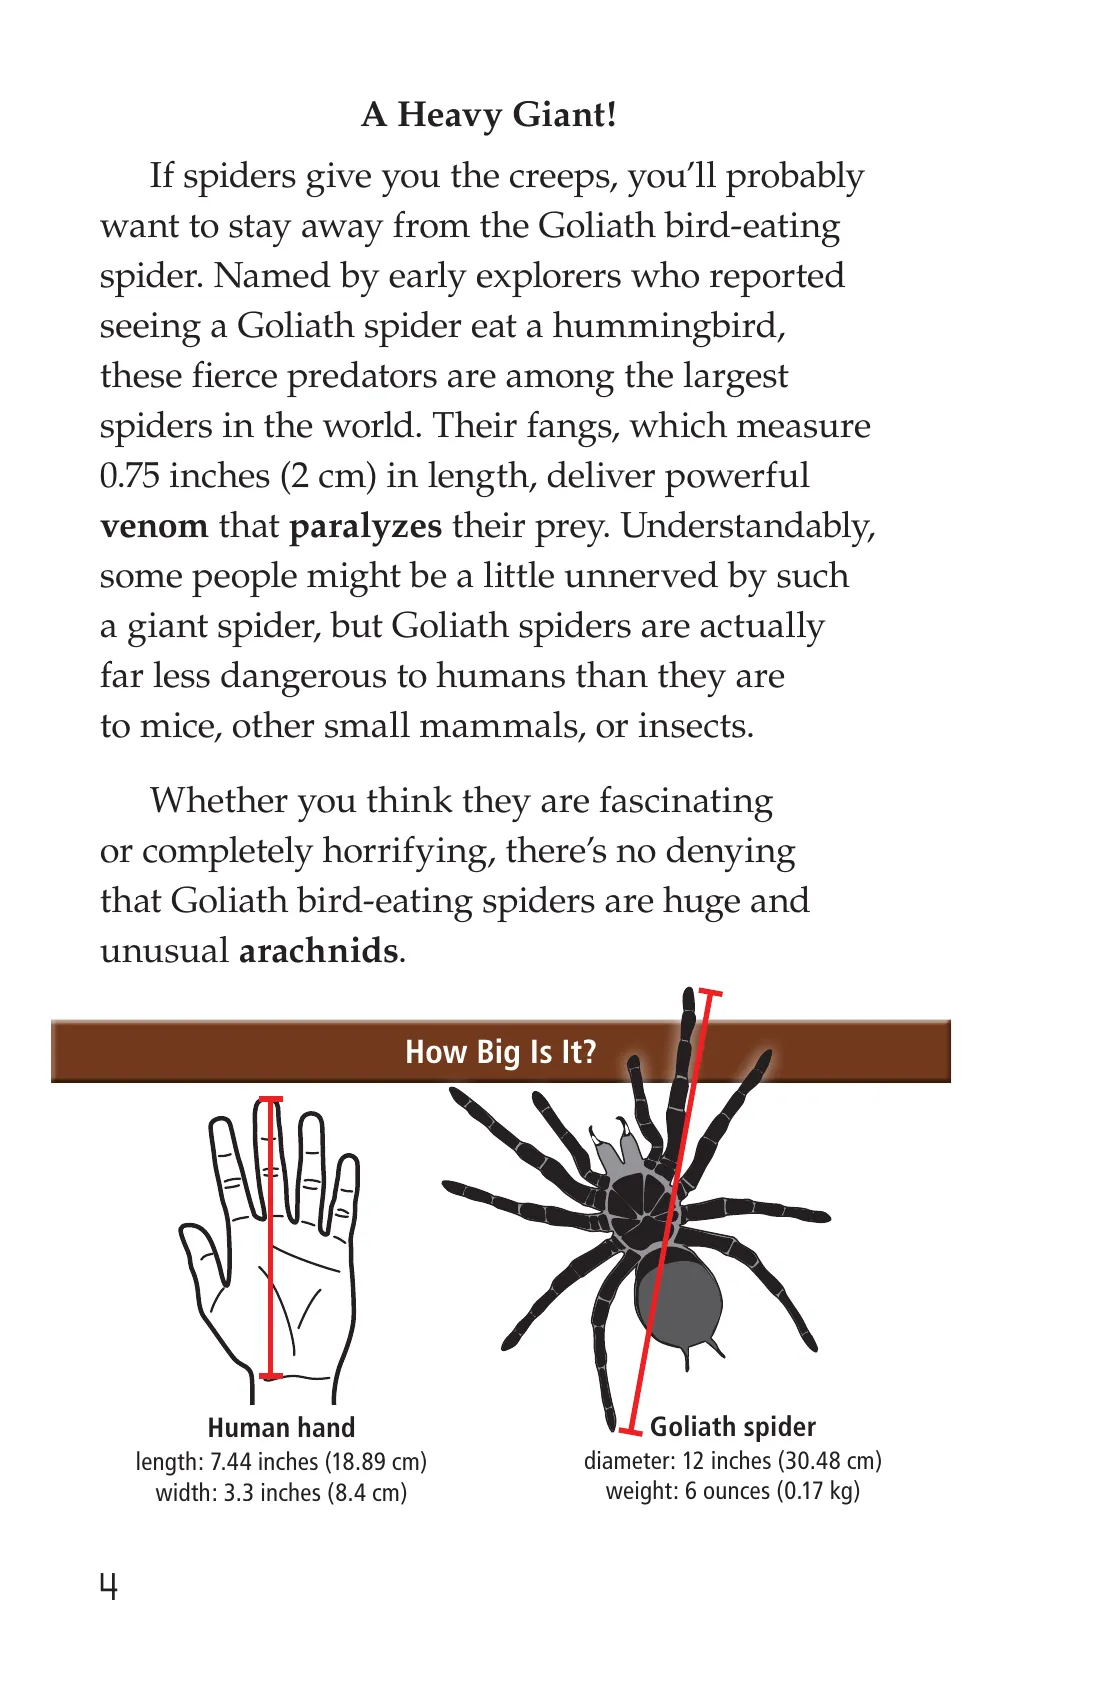 A Heavy Giant!
If spiders give you the creeps, you’ll probably
want to stay away from the Goliath bird-eating
spider. Named by early explorers who reported
seeing a Goliath spider eat a hummingbird,
these fierce predators are among the largest
spiders in the world. Their fangs, which measure
0.75 inches (2 cm) in length, deliver powerful
venom that paralyzes their prey. Understandably,
some people might be a little unnerved by such
a giant spider, but Goliath spiders are actually
far less dangerous to humans than they are
to mice, other small mammals, or insects.
Whether you think they are fascinating
or completely horrifying, there’s no denying
that Goliath bird-eating spiders are huge and
unusual arachnids.
How Big Is It?
Human hand
length: 7.44 inches (18.89 cm)
width: 3.3 inches (8.4 cm)
Goliath spider
diameter: 12 inches (30.48 cm)
weight: 6 ounces (0.17 kg)
4